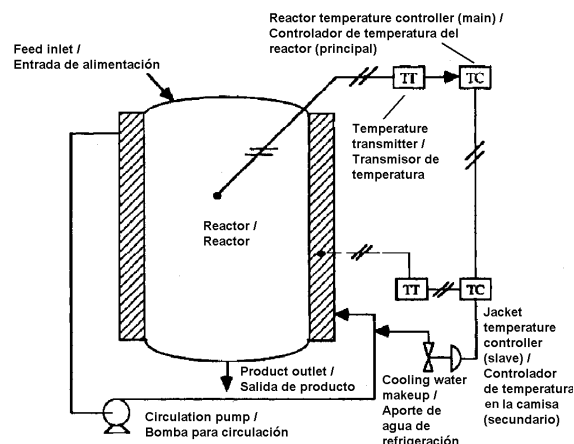 Reactor temperature controller (main) /
Controlador de temperatura del
reactor (principal)
Feed inlet /
Entrada de alimentación
TT
TC
Temperature
transmitter /
Transmisor de
temperatura
Reactor /
Reactor
TT
TC
Jacket
temperature
controller
(slave) /
Controlador
de temperatura
en la camisa
(secundario)
Product outlet /
Salida de producto
Cooling water
makeup /
Aporte de
agua de
refrigeración
Circulation pump /
Bomba para circulación